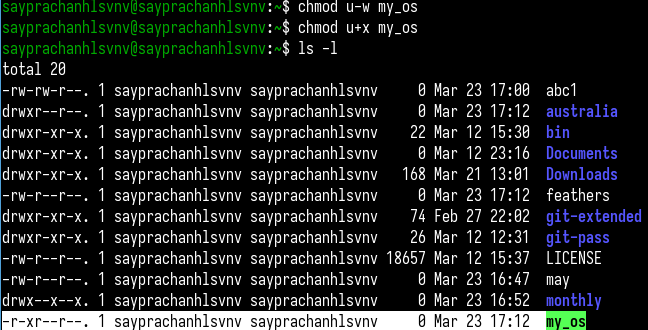 sayprachanhlsvnv@sayprachanhlsvnv:~$ chmod u-w my_os
sayprachanhlsvnv@sayprachanhlsvnv:~$ chmod u+x my_os
sayprachanhlsvnv@sayprachanhlsvnv:~$ ls -l
total 20
-rw-rw-r--. 1 sayprachanhlsvnv sayprachanhlsvnv 0 Mar 23 17:00 abc1
drwxr--r--. 1 sayprachanhlsvnv sayprachanhlsvnv 0 Mar 23 17:12 australia
drwxr-xr-x. 1 sayprachanhlsvnv sayprachanhlsvnv 22 Mar 12 15:30 bin
drwxr-xr-x. 1 sayprachanhlsvnv sayprachanhlsvnv 0 Mar 12 23:16 Documents
drwxr-xr-x. 1 sayprachanhlsvnv sayprachanhlsvnv 168 Mar 21 13:01 Downloads
-rw-r--r--. 1 sayprachanhlsvnv sayprachanhlsvnv 0 Mar 23 17:12 feathers
drwxr-xr-x. 1 sayprachanhlsvnv sayprachanhlsvnv 74 Feb 27 22:02 git-extended
drwxr-xr-x. 1 sayprachanhlsvnv sayprachanhlsvnv 26 Mar 12 12:31 git-pass
-rw-r--r--. 1 sayprachanhlsvnv sayprachanhlsvnv 18657 Mar 12 15:37 LICENSE
-rw-r--r--. 1 sayprachanhlsvnv sayprachanhlsvnv 0 Mar 23 16:47 may
drwx--x--x. 1 sayprachanhlsvnv sayprachanhlsvnv 0 Mar 23 16:52 monthly
-r-xr--r--. 1 sayprachanhlsvnv sayprachanhlsvnv 0 Mar 23 17:12 my_os